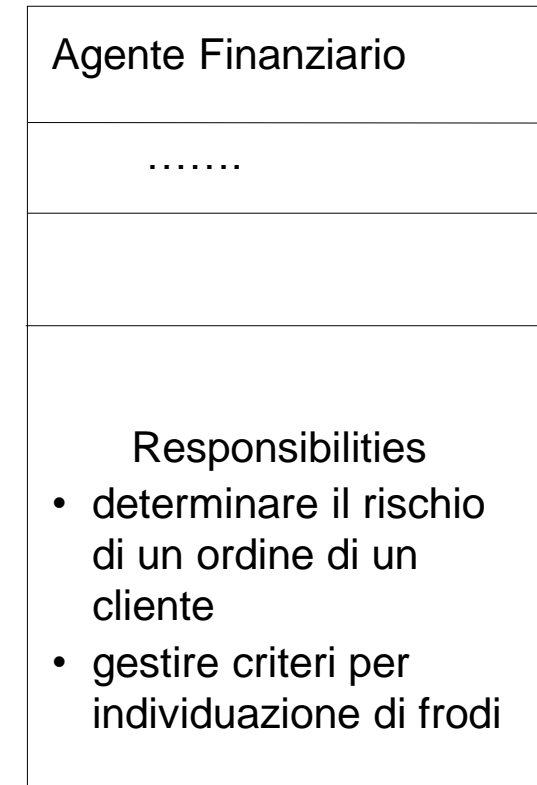 Agente Finanziario
.......
Responsibilities
• determinare il rischio
di un ordine di un
cliente
• gestire criteri per
individuazione di frodi